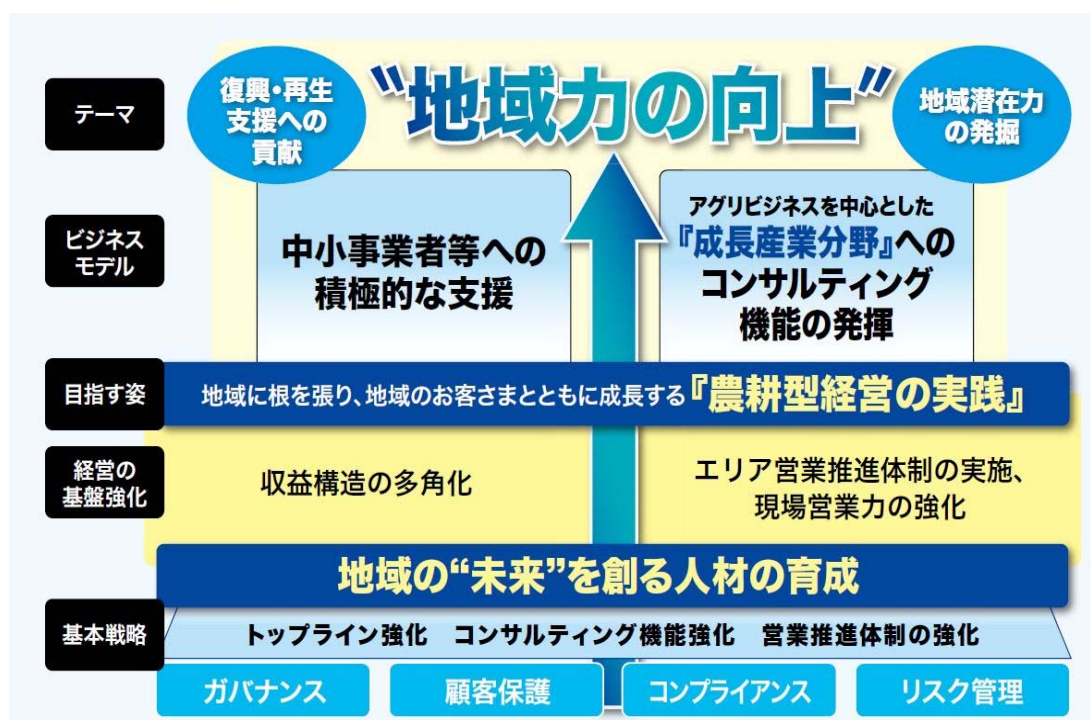 テーマ
復興・再生
支援への
貢献
“地域力の向上”
地域潜在力
の発掘
ビジネス
モデル
中小事業者等への
積極的な支援
アグリビジネスを中心とした
『成長産業分野』への
コンサルティング
機能の発揮
目指す姿
地域に根を張り、地域のお客さまとともに成長する『農耕型経営の実践』
経営の
基盤強化
収益構造の多角化
エリア営業推進体制の実施、
現場営業力の強化
地域の“未来”を創る人材の育成
基本戦略
トップライン強化 コンサルティング機能強化 営業推進体制の強化
ガバナンス
顧客保護
コンプライアンス
リスク管理